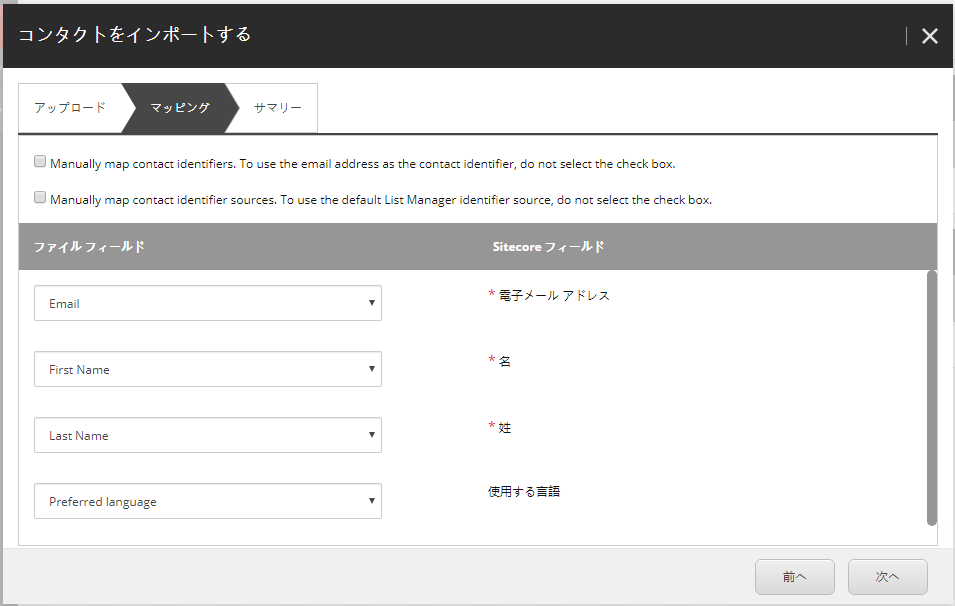 コンタクトをインポートする
アップロード マッピング サマリー
Manually map contact identifiers. To use the email address as the contact identifier, do not select the check box.
Manually map contact identifier sources. To use the default List Manager identifier source, do not select the check box.
ファイル フィールド Sitecore フィールド
Email * 電子メール アドレス
First Name * 名
Last Name * 姓
Preferred language 使用する言語
前へ 次へ